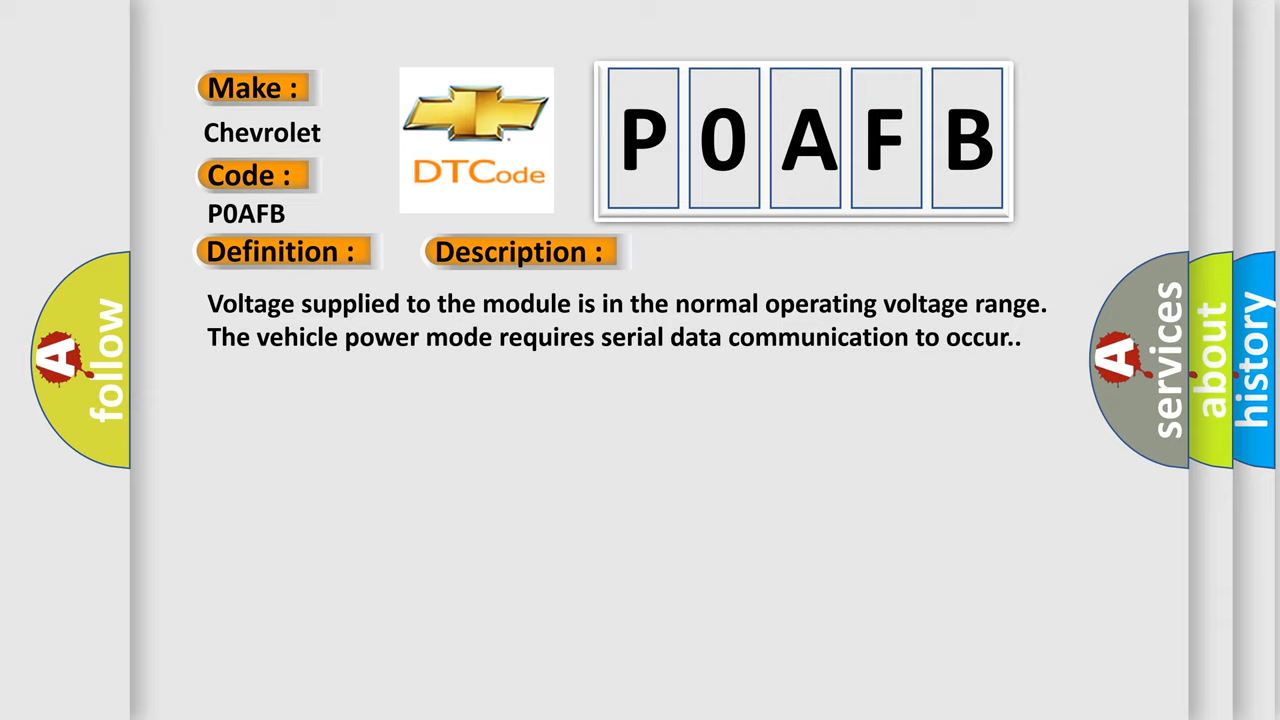 Make :
Chevrolet
Code :
P0AFB
Definition :
Description :
Voltage supplied to the module is in the normal operating voltage range.
The vehicle power mode requires serial data communication to occur..
DTCode
P0AFB
A follow
A services
about
history